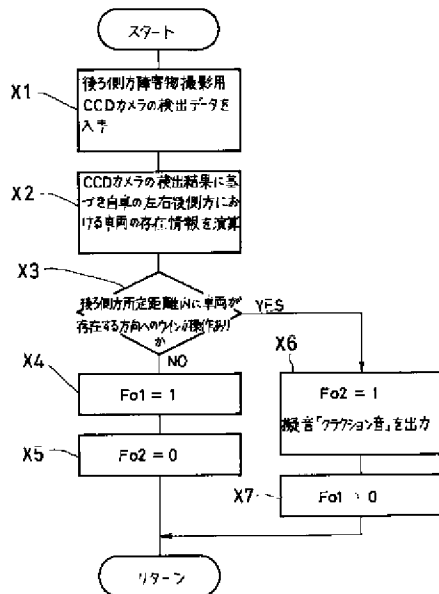 スタート
X1
後ろ側方障害物撮影用
CCDカメラの検出データを
入力
X2
CCDカメラの検出結果に基
づき自車の左右後側方にお
ける車両の存在情報を演算
X3
後ろ側方所定距離内に車両が
存在する方向へのウインカ操作あり
か
YES
NO
X4
Fo1 = 1
X5
Fo2 = 0
X6
Fo2 = 1
擬音「クラクション音」を出力
X7
Fo1 = 0
リターン